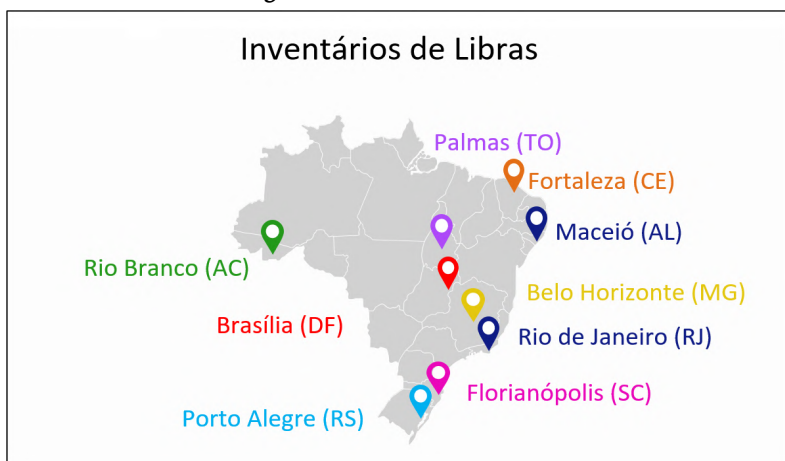 Inventários de Libras
Palmas (TO)
Fortaleza (CE)
Maceió (AL)
Rio Branco (AC)
Belo Horizonte (MG)
Brasília (DF)
Rio de Janeiro (RJ)
Florianópolis (SC)
Porto Alegre (RS)